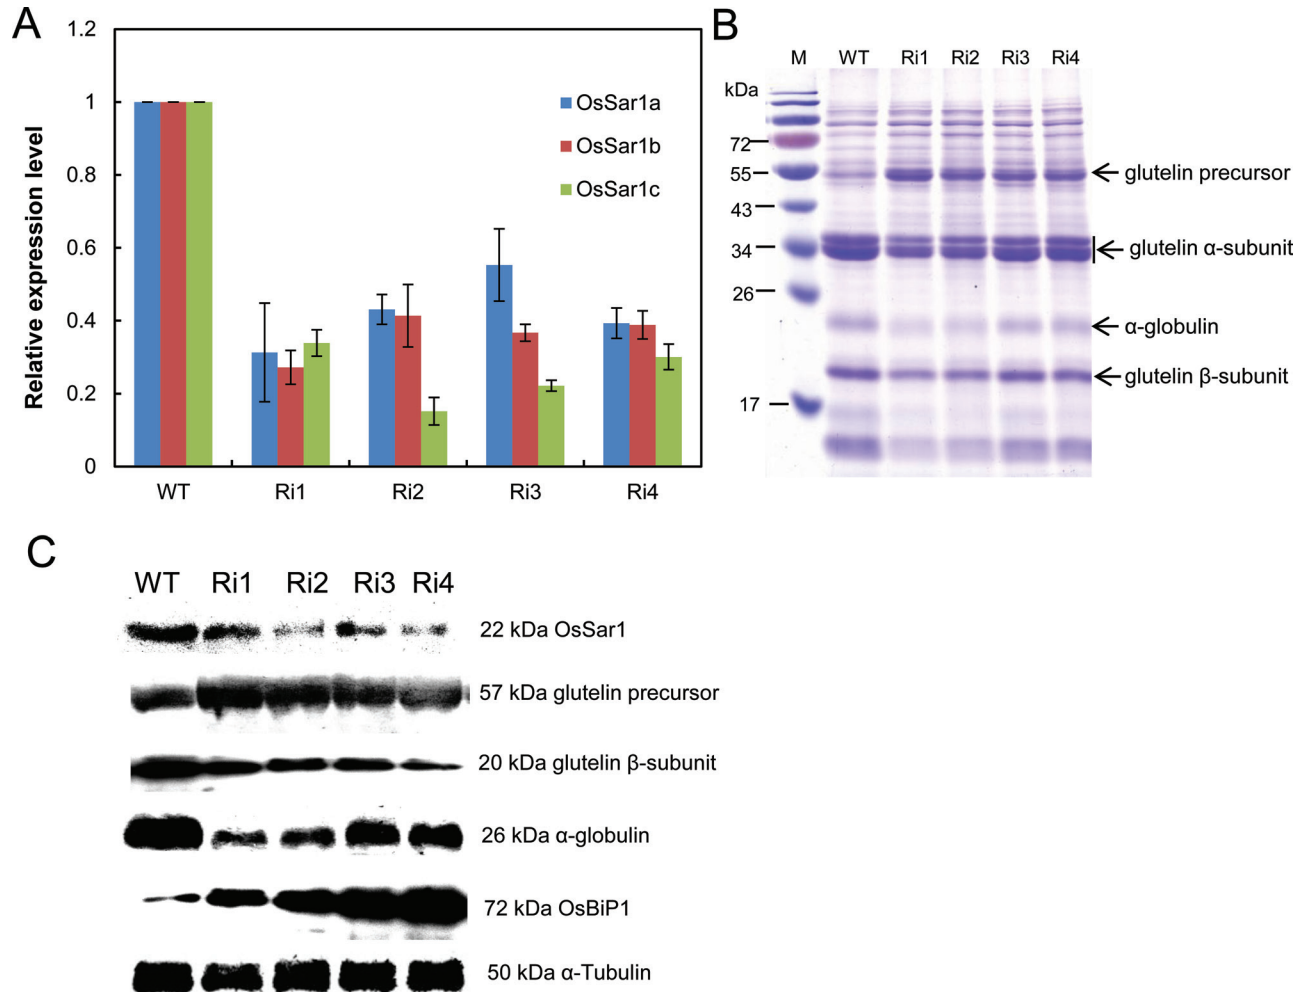 A
1.2
1
0.8
0.6
0.4
0.2
0
Relative expression level
OsSar1a
OsSar1b
OsSar1c
WT Ri1 Ri2 Ri3 Ri4
B
M WT Ri1 Ri2 Ri3 Ri4
kDa
72
55
43
34
26
17
glutelin precursor
glutelin α-subunit
α-globulin
glutelin β-subunit
C
WT Ri1 Ri2 Ri3 Ri4
22 kDa OsSar1
57 kDa glutelin precursor
20 kDa glutelin β-subunit
26 kDa α-globulin
72 kDa OsBiP1
50 kDa α-Tubulin